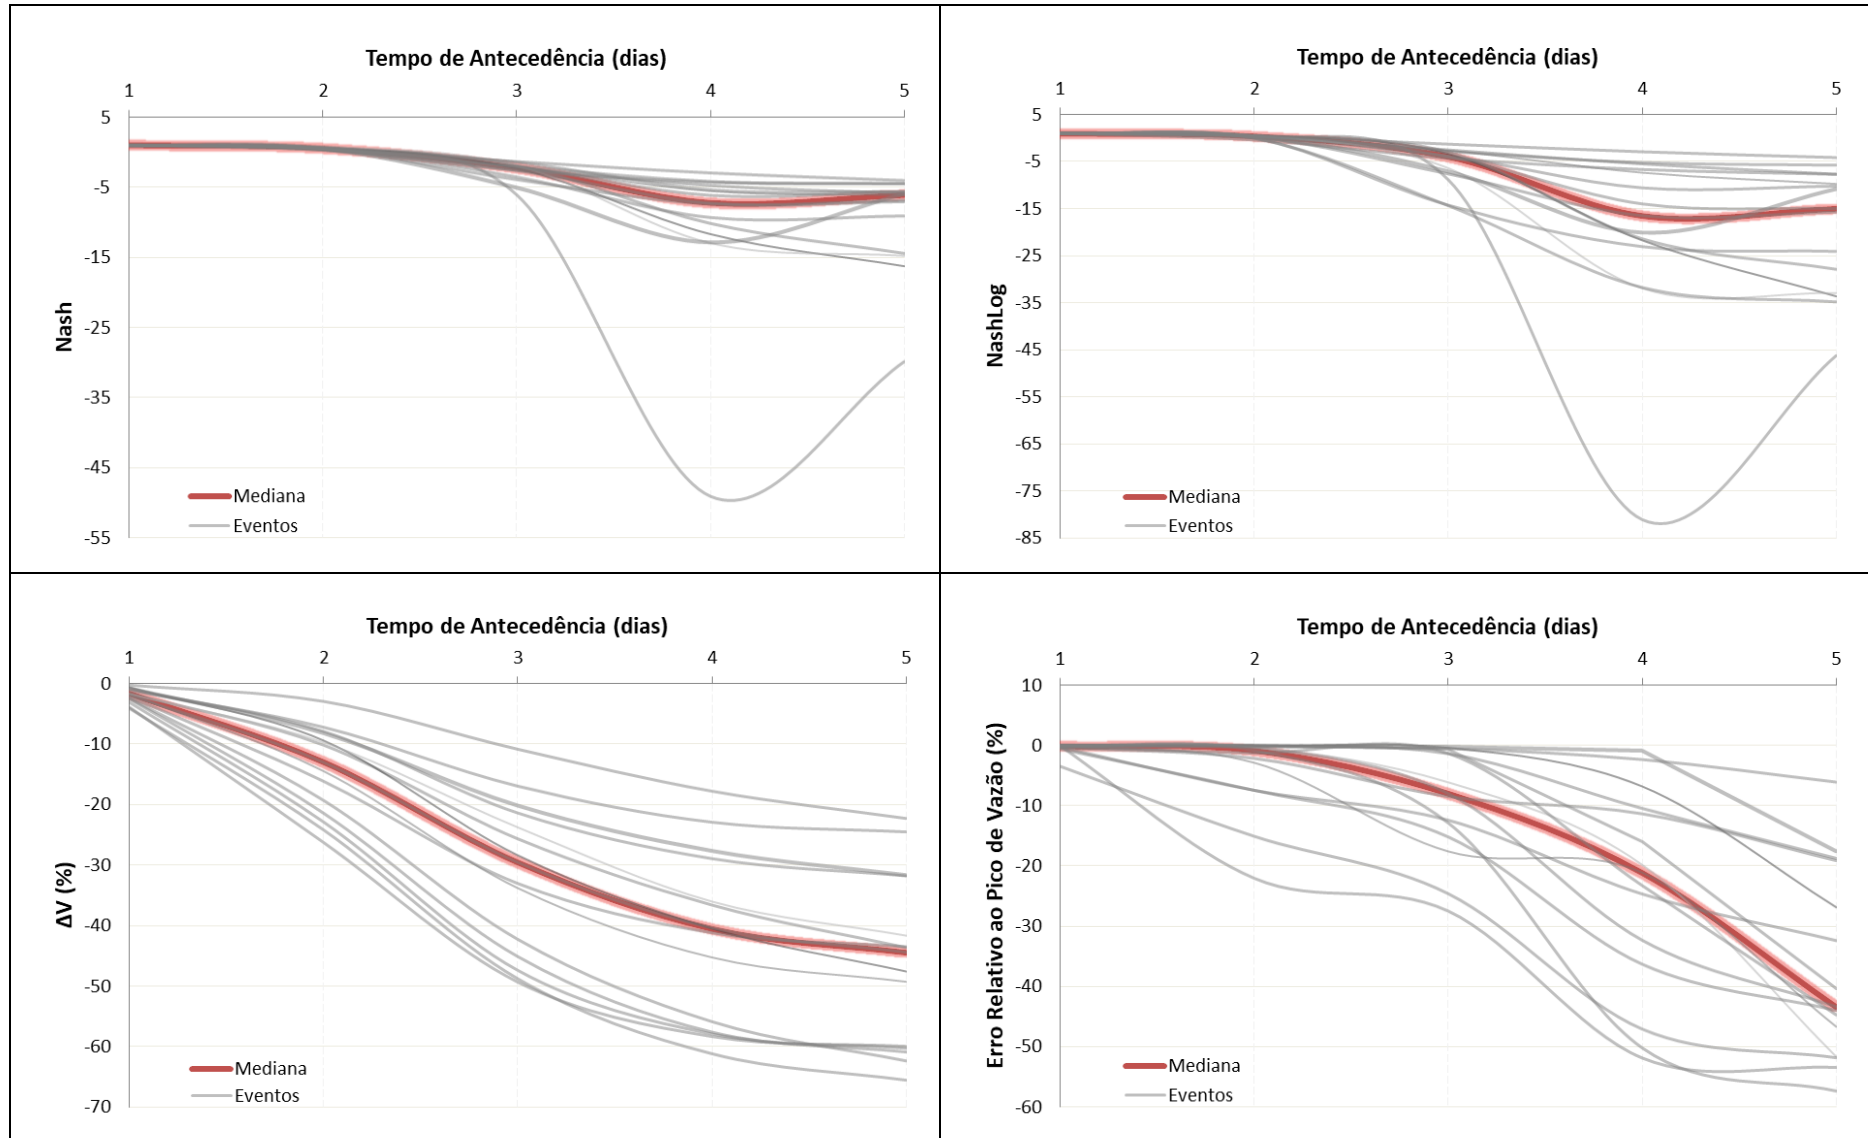 Tempo de Antecedência (dias)
1 2 3 4 5
5
-5
-15
-25
-35
-45
-55
Nash
Mediana
Eventos
Tempo de Antecedência (dias)
1 2 3 4 5
5
-5
-15
-25
-35
-45
-55
-65
-75
-85
NashLog
Mediana
Eventos
Tempo de Antecedência (dias)
1 2 3 4 5
0
-10
-20
-30
-40
-50
-60
-70
ΔV (%)
Mediana
Eventos
Tempo de Antecedência (dias)
1 2 3 4 5
10
0
-10
-20
-30
-40
-50
-60
Erro Relativo ao Pico de Vazão (%)
Mediana
Eventos